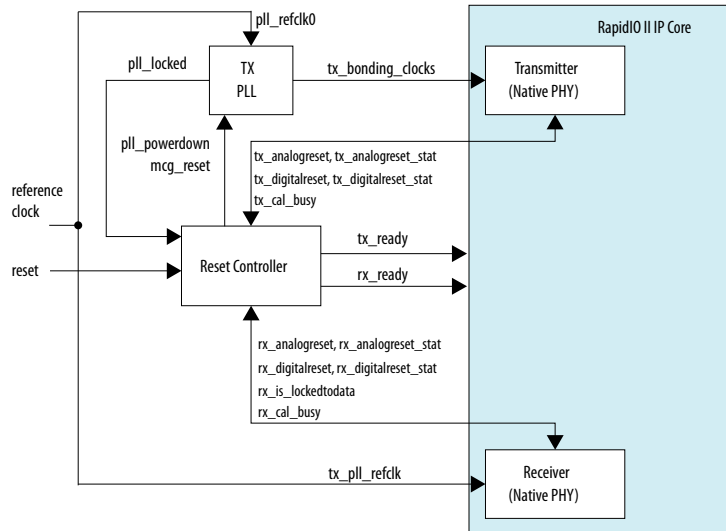 pll_refclk0
RapidIO II IP Core
pll_locked
TX
PLL
tx_bonding_clocks
Transmitter
(Native PHY)
pll_powerdown
mcg_reset
tx_analogreset, tx_analogreset_stat
tx_digitalreset, tx_digitalreset_stat
tx_cal_busy
reference
clock
reset
Reset Controller
tx_ready
rx_ready
rx_analogreset, rx_analogreset_stat
rx_digitalreset, rx_digitalreset_stat
rx_is_lockedtodata
rx_cal_busy
tx_pll_refclk
Receiver
(Native PHY)